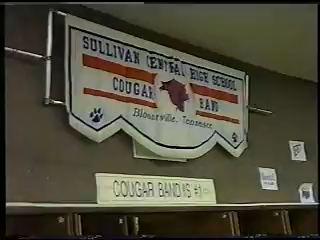 SULLIVAN CENTRAL HIGH SCHOOL
COUGAR BAND
Blountville, Tennessee
COUGAR BAND IS #1